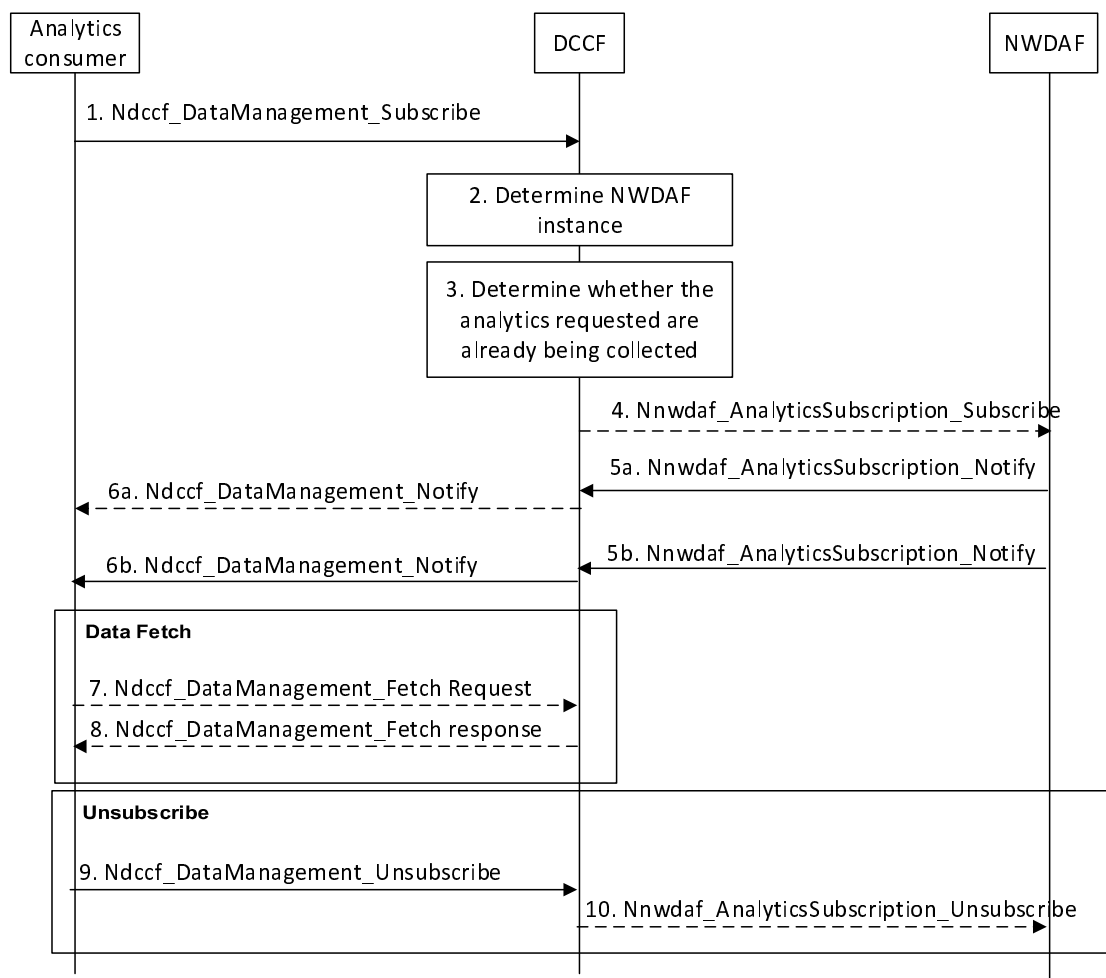 Analytics
consumer
DCCF
NWDAF
1. Ndccf_DataManagement_Subscribe
2. Determine NWDAF
instance
3. Determine whether the
analytics requested are
already being collected
4. Nnwdaf_AnalyticsSubscription_Subscribe
5a. Nnwdaf_AnalyticsSubscription_Notify
6a. Ndccf_DataManagement_Notify
5b. Nnwdaf_AnalyticsSubscription_Notify
6b. Ndccf_DataManagement_Notify
Data Fetch
7. Ndccf_DataManagement_Fetch Request
8. Ndccf_DataManagement_Fetch response
Unsubscribe
9. Ndccf_DataManagement_Unsubscribe
10. Nnwdaf_AnalyticsSubscription_Unsubscribe